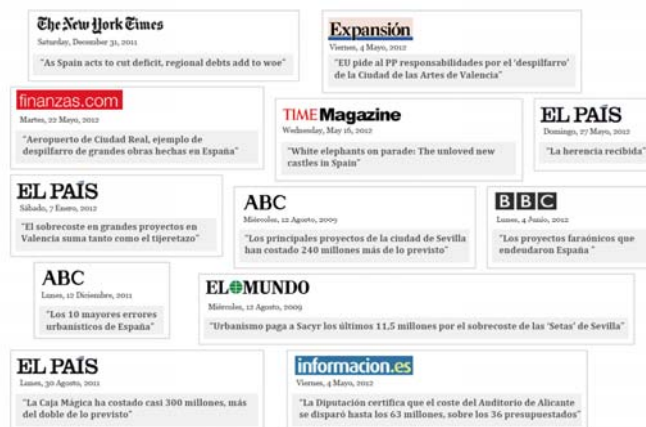 The New York Times
Saturday, December 31, 2011
"As Spain acts to cut deficit, regional debts add to woe"
Expansión
Viernes, 4 Mayo, 2012
"EU pide al PP responsabilidades por el 'despilfarro'
de la Ciudad de las Artes de Valencia"
finanzas.com
Martes, 22 Mayo, 2012
"Aeropuerto de Ciudad Real, ejemplo de
despilfarro de grandes obras hechas en España"
TIME Magazine
Wednesday, May 16, 2012
"White elephants on parade: The unloved new
castles in Spain"
EL PAÍS
Domingo, 27 Mayo, 2012
"La herencia recibida"
EL PAÍS
Sábado, 7 Enero, 2012
"El sobrecoste en grandes proyectos en
Valencia suma tanto como el tijeretazo"
ABC
Miércoles, 12 Agosto, 2009
"Los principales proyectos de la ciudad de Sevilla
han costado 240 millones más de lo previsto"
BBC
Lunes, 4 Junio, 2012
"Los proyectos faraónicos que
endeudaron España "
ABC
Lunes, 12 Diciembre, 2011
"Los 10 mayores errores
urbanísticos de España"
EL MUNDO
Miércoles, 12 Agosto, 2009
"Urbanismo paga a Sacyr los últimos 11,5 millones por el sobrecoste de las 'Setas' de Sevilla"
EL PAÍS
Lunes, 30 Agosto, 2011
"La Caja Mágica ha costado casi 300 millones, más
del doble de lo previsto"
informacion.es
Viernes, 4 Mayo, 2012
"La Diputación certifica que el coste del Auditorio de Alicante
se disparó hasta los 63 millones, sobre los 36 presupuestados"